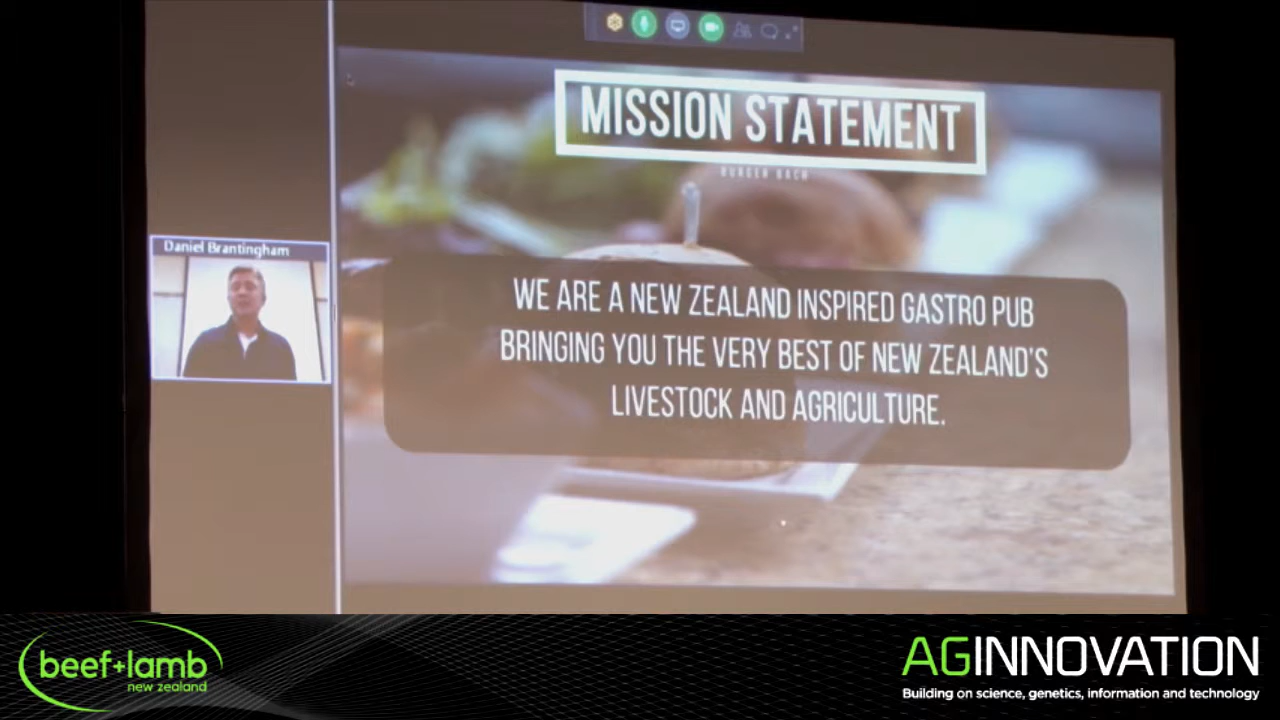 MISSION STATEMENT
BURGER BACH
Daniel Brantingham
WE ARE A NEW ZEALAND INSPIRED GASTRO PUB
BRINGING YOU THE VERY BEST OF NEW ZEALAND'S
LIVESTOCK AND AGRICULTURE.
beef+lamb
new zealand
AGINNOVATION
Building on science, genetics, information and technology